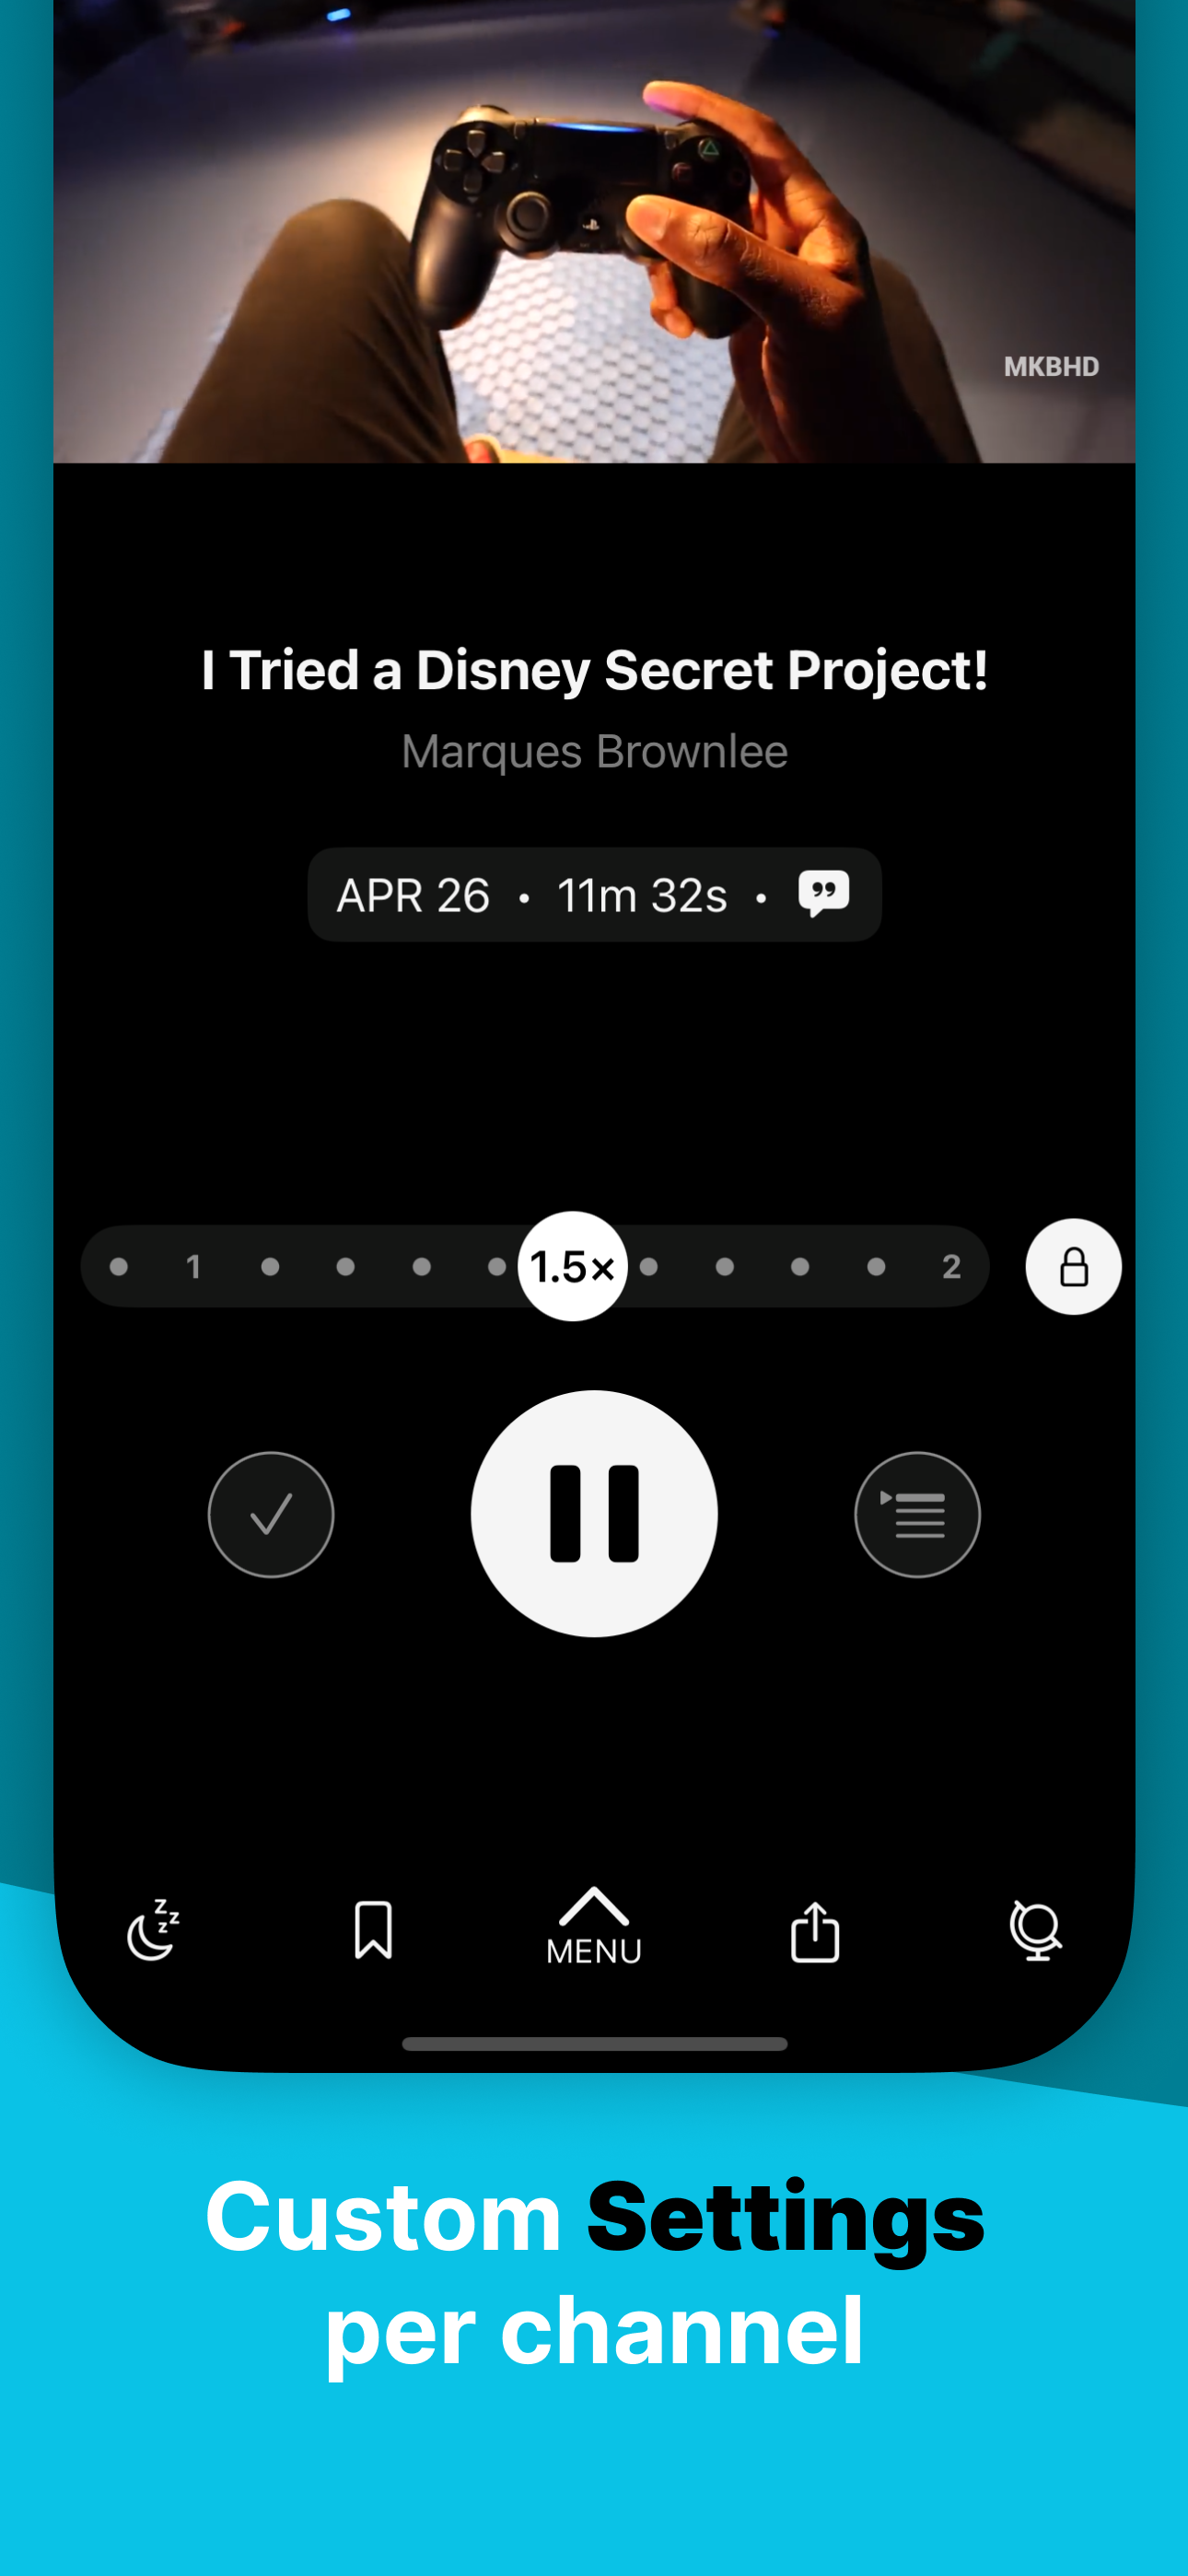 MKBHD
I Tried a Disney Secret Project!
Marques Brownlee
APR 26 • 11m 32s •
1 1.5× 2
z z z
MENU
Custom Settings
per channel